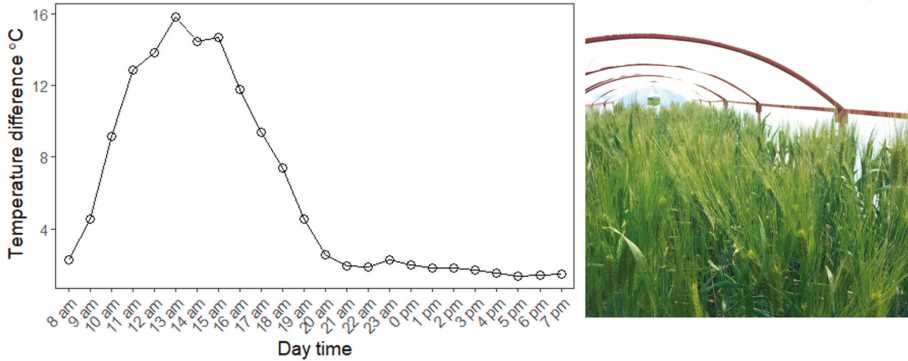 Temperature difference °C
16
12
8
4
8 am 9 am 10 am 11 am 12 am 13 am 14 am 15 am 16 am 17 am 18 am 19 am 20 am 21 am 22 am 23 am 0 pm 1 pm 2 pm 3 pm 4 pm 5 pm 6 pm 7 pm
Day time